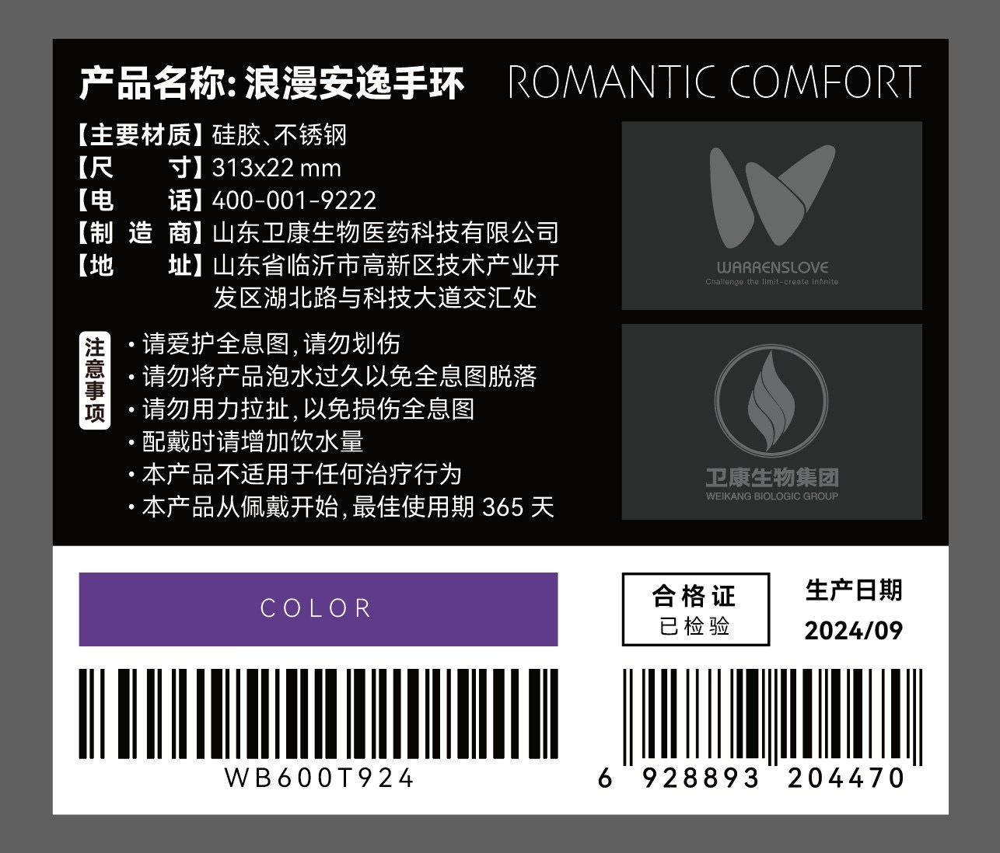 产品名称：浪漫安逸手环 ROMANTIC COMFORT
【主要材质】硅胶、不锈钢
【尺寸】313x22 mm
【电话】400-001-9222
【制造商】山东卫康生物医药科技有限公司
【地址】山东省临沂市高新区技术产业开
发区湖北路与科技大道交汇处
WARRENSLOVE
Challenge the limit-create infinite
注意事项
·请爱护全息图，请勿划伤
·请勿将产品泡水过久以免全息图脱落
·请勿用力拉扯，以免损伤全息图
·配戴时请增加饮水量
·本产品不适用于任何治疗行为
·本产品从佩戴开始，最佳使用期 365 天
卫康生物集团
WEIKANG BIOLOGIC GROUP
COLOR
合格证
已检验
生产日期
2024/09
WB600T924
6 928893 204470